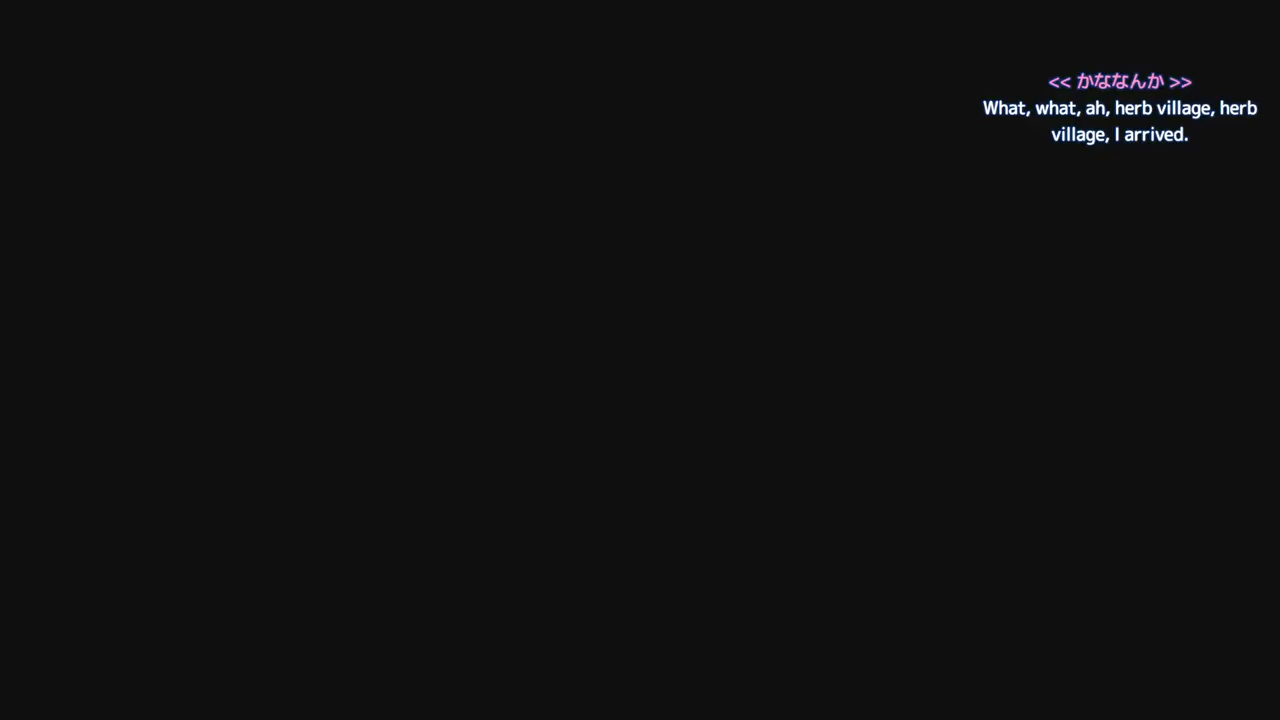 << かななんか >>
What, what, ah, herb village, herb
village, I arrived.